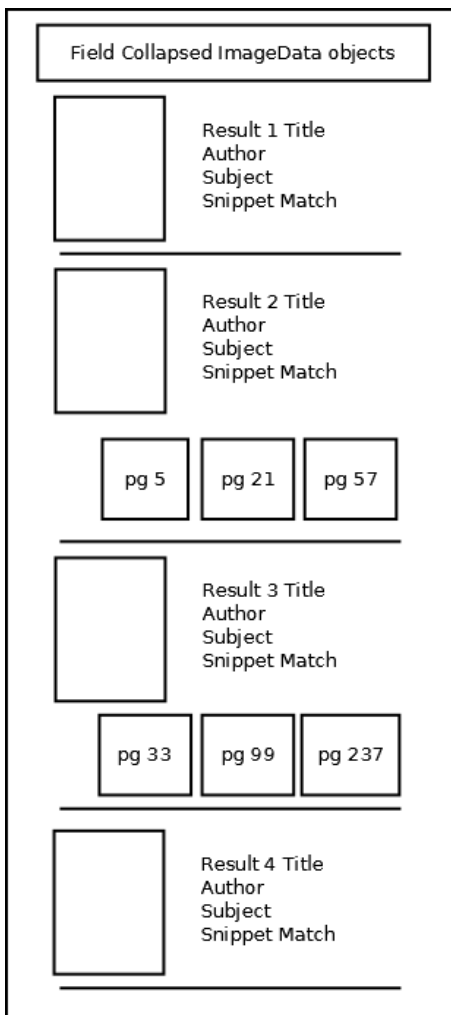 Field Collapsed ImageData objects
Result 1 Title
Author
Subject
Snippet Match
Result 2 Title
Author
Subject
Snippet Match
pg 5
pg 21
pg 57
Result 3 Title
Author
Subject
Snippet Match
pg 33
pg 99
pg 237
Result 4 Title
Author
Subject
Snippet Match